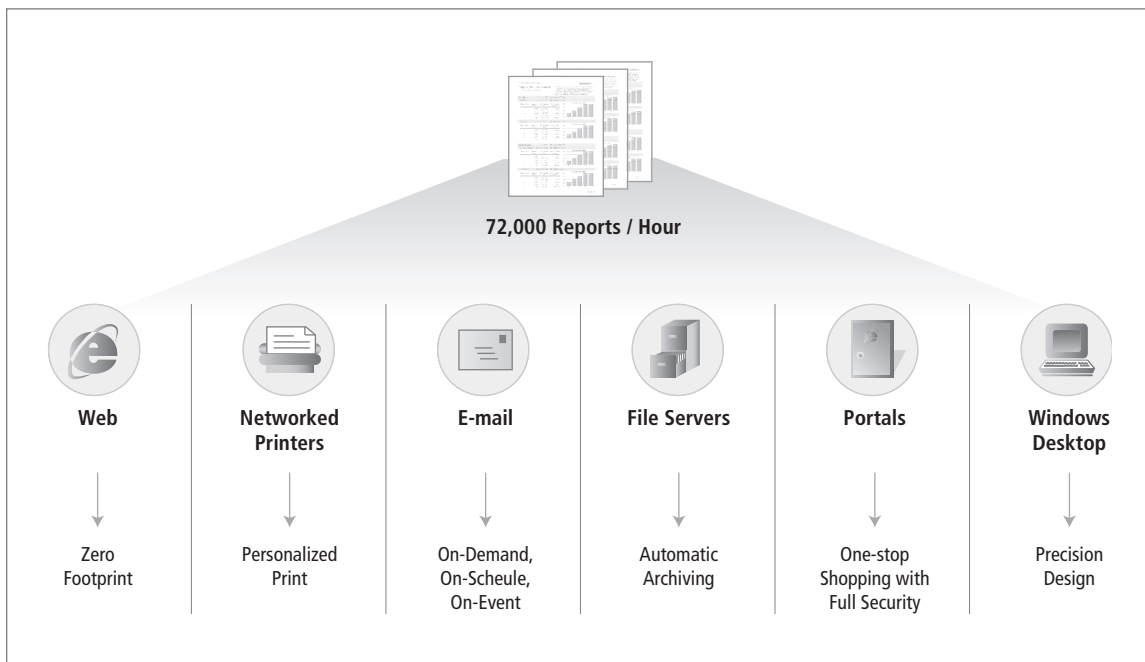 72,000 Reports / Hour
Web
Networked
Printers
E-mail
File Servers
Portals
Windows
Desktop
Zero
Footprint
Personalized
Print
On-Demand,
On-Scheule,
On-Event
Automatic
Archiving
One-stop
Shopping with
Full Security
Precision
Design